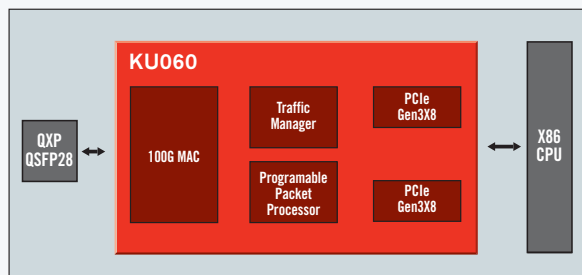 KU060
QXP
QSFP28
100G MAC
Traffic
Manager
Programable
Packet
Processor
PCIe
Gen3X8
PCIe
Gen3X8
X86
CPU